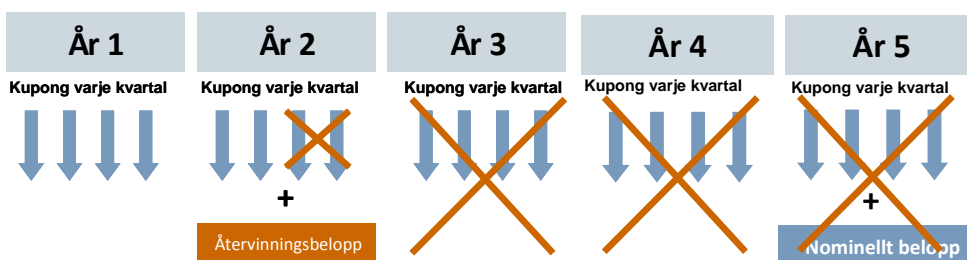 År 1
År 2
År 3
År 4
År 5
Kupong varje kvartal
Kupong varje kvartal
Kupong varje kvartal
Kupong varje kvartal
Kupong varje kvartal
+
+
Återvinningsbelopp
Nominellt belopp